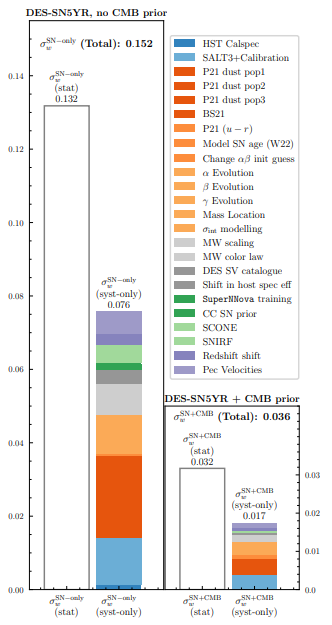 DES-SN5YR, no CMB prior
σ_w^{SN-only} (Total): 0.152
σ_w^{SN-only}
(stat)
0.132
σ_w^{SN-only}
(syst-only)
0.076
0.14
0.12
0.10
0.08
0.06
0.04
0.02
0.00
σ_w^{SN-only}
(stat)
σ_w^{SN-only}
(syst-only)
HST Calspec
SALT3+Calibration
P21 dust pop1
P21 dust pop2
P21 dust pop3
BS21
P21 (u − r)
Model SN age (W22)
Change αβ init guess
α Evolution
β Evolution
γ Evolution
Mass Location
σ_int modelling
MW scaling
MW color law
DES SV catalogue
Shift in host spec eff
SuperNNova training
CC SN prior
SCONE
SNIRF
Redshift shift
Pec Velocities
DES-SN5YR + CMB prior
σ_w^{SN+CMB} (Total): 0.036
σ_w^{SN+CMB}
(stat)
0.032
σ_w^{SN+CMB}
(syst-only)
0.017
0.03
0.02
0.01
0.0
σ_w^{SN+CMB}
(stat)
σ_w^{SN+CMB}
(syst-only)